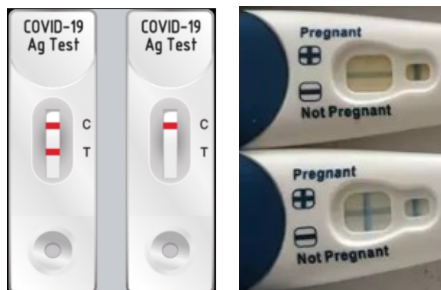 COVID-19
Ag Test
C
T
COVID-19
Ag Test
C
T
Pregnant
Not Pregnant
Pregnant
Not Pregnant